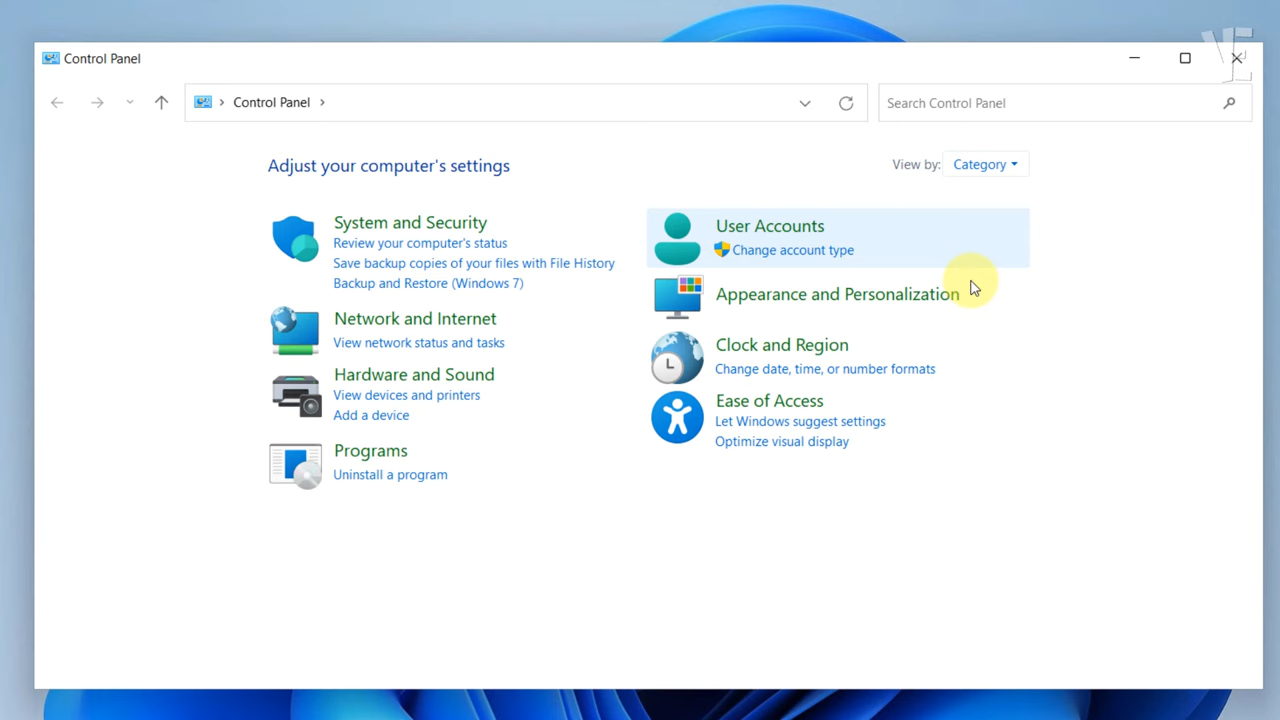 Control Panel
Control Panel
Search Control Panel
Adjust your computer's settings
View by: Category
System and Security
Review your computer's status
Save backup copies of your files with File History
Backup and Restore (Windows 7)
Network and Internet
View network status and tasks
Hardware and Sound
View devices and printers
Add a device
Programs
Uninstall a program
User Accounts
Change account type
Appearance and Personalization
Clock and Region
Change date, time, or number formats
Ease of Access
Let Windows suggest settings
Optimize visual display